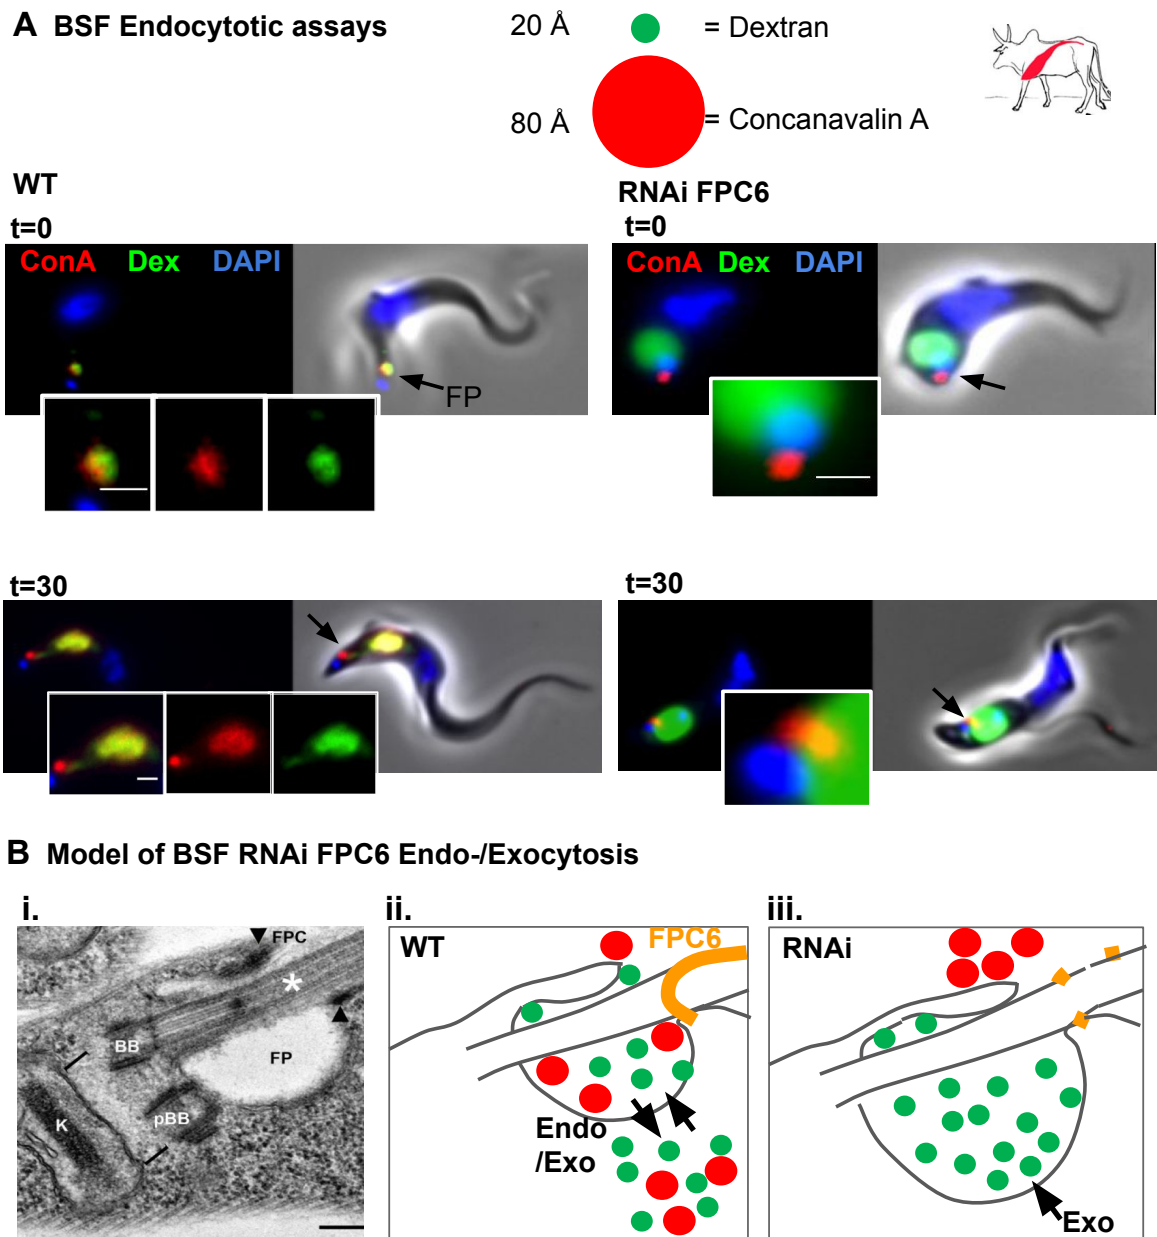 A BSF Endocytotic assays
20 Å = Dextran
80 Å = Concanavalin A
WT
t=0
ConA Dex DAPI
FP
RNAi FPC6
t=0
ConA Dex DAPI
t=30
t=30
B Model of BSF RNAi FPC6 Endo-/Exocytosis
i.
FPC
*
BB
FP
K
pBB
ii.
WT
FPC6
Endo
/Exo
iii.
RNAi
Exo